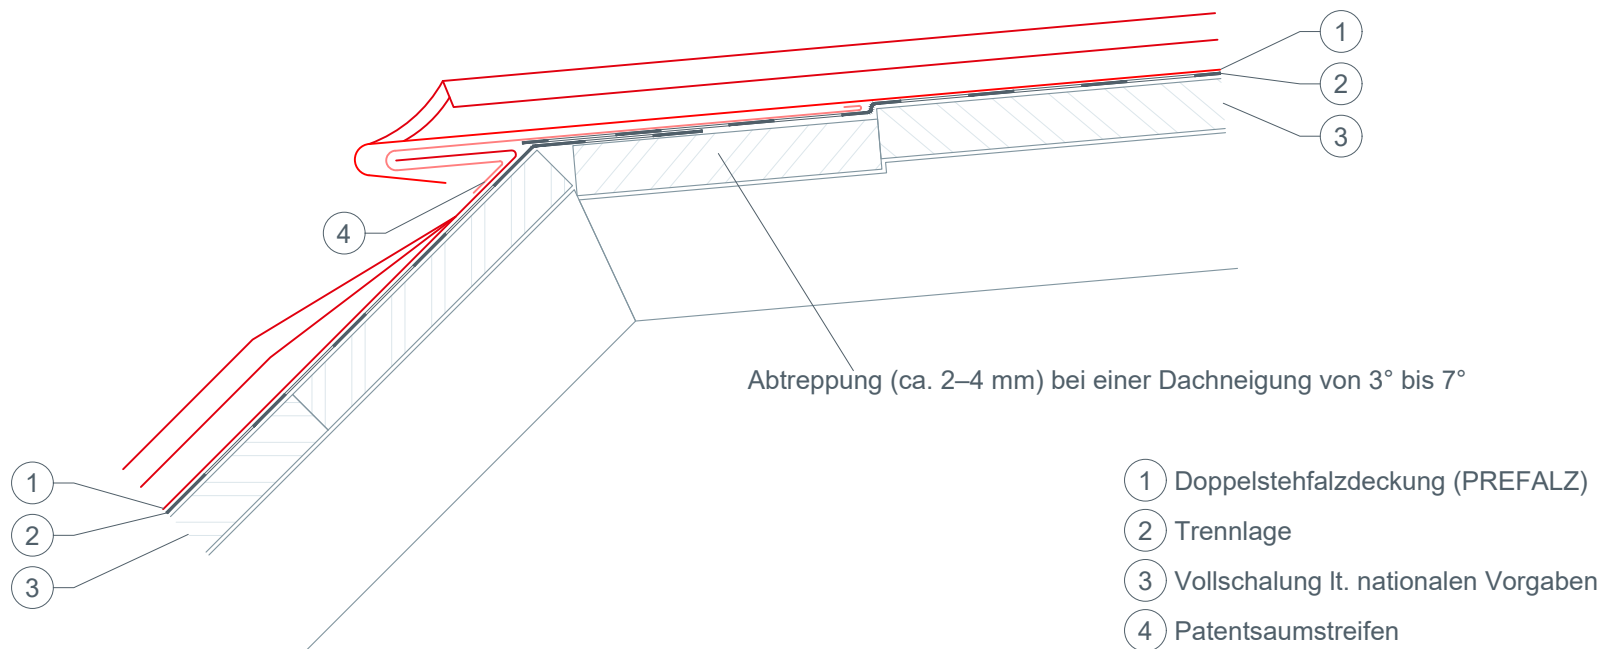 1
2
3
4
Abtreppung (ca. 2–4 mm) bei einer Dachneigung von 3° bis 7°
1
2
3
1 Doppelstehfalzdeckung (PREFALZ)
2 Trennlage
3 Vollschalung lt. nationalen Vorgaben
4 Patentsaumstreifen